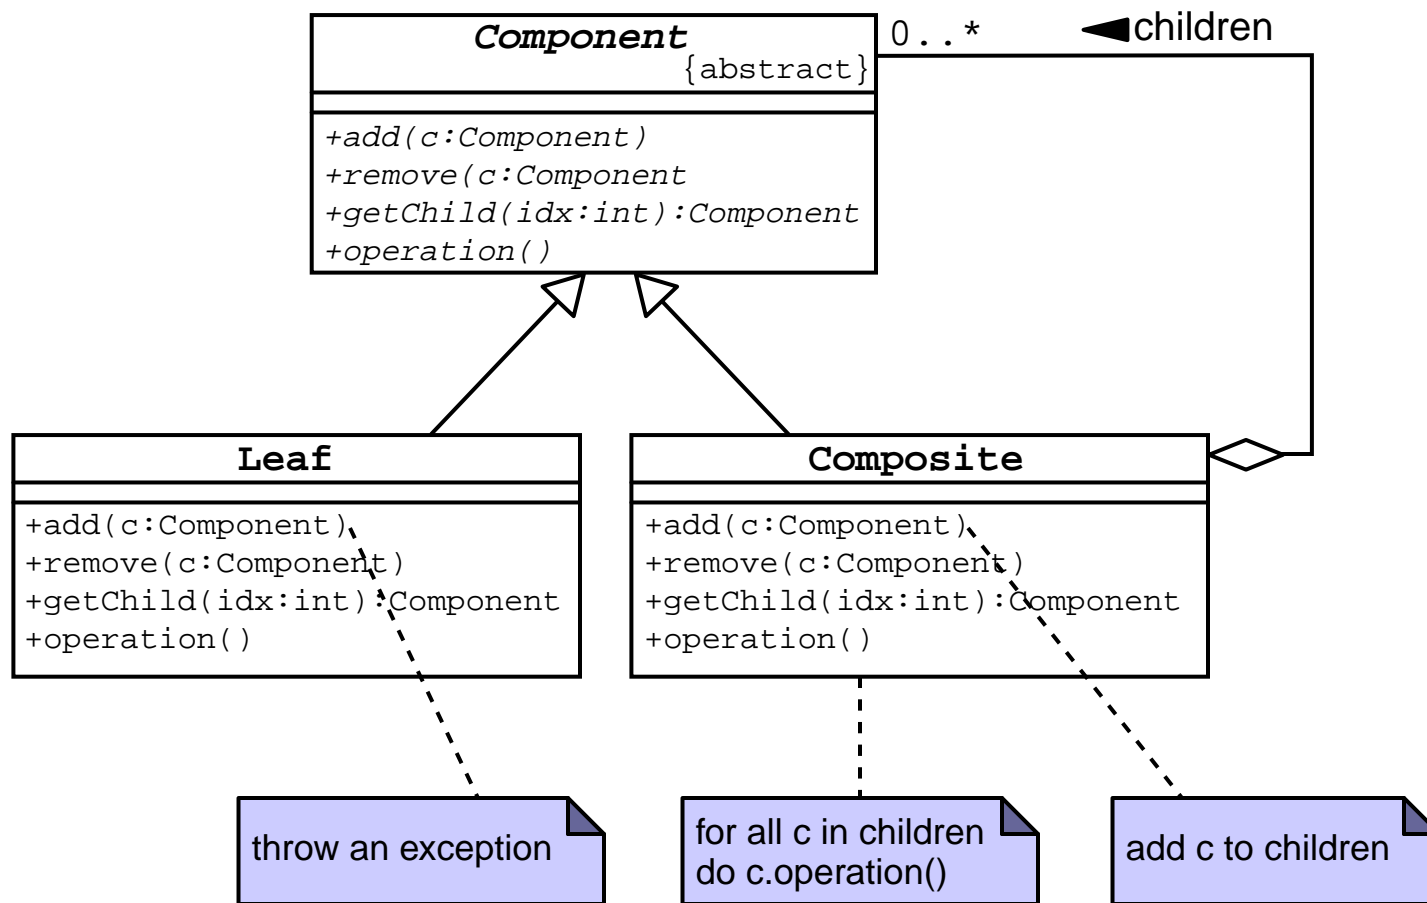 Component
{abstract}
0..*
children
+add(c:Component)
+remove(c:Component
+getChild(idx:int):Component
+operation()
Leaf
+add(c:Component)
+remove(c:Component)
+getChild(idx:int):Component
+operation()
Composite
+add(c:Component)
+remove(c:Component)
+getChild(idx:int):Component
+operation()
throw an exception
for all c in children
do c.operation()
add c to children